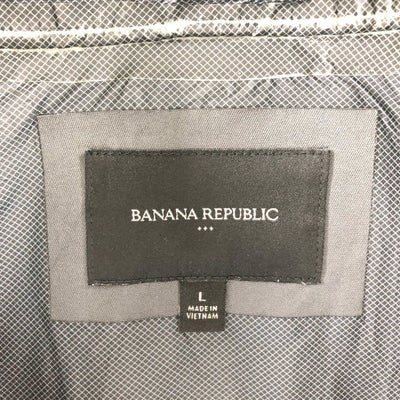 BANANA REPUBLIC
L
MADE IN
VIETNAM